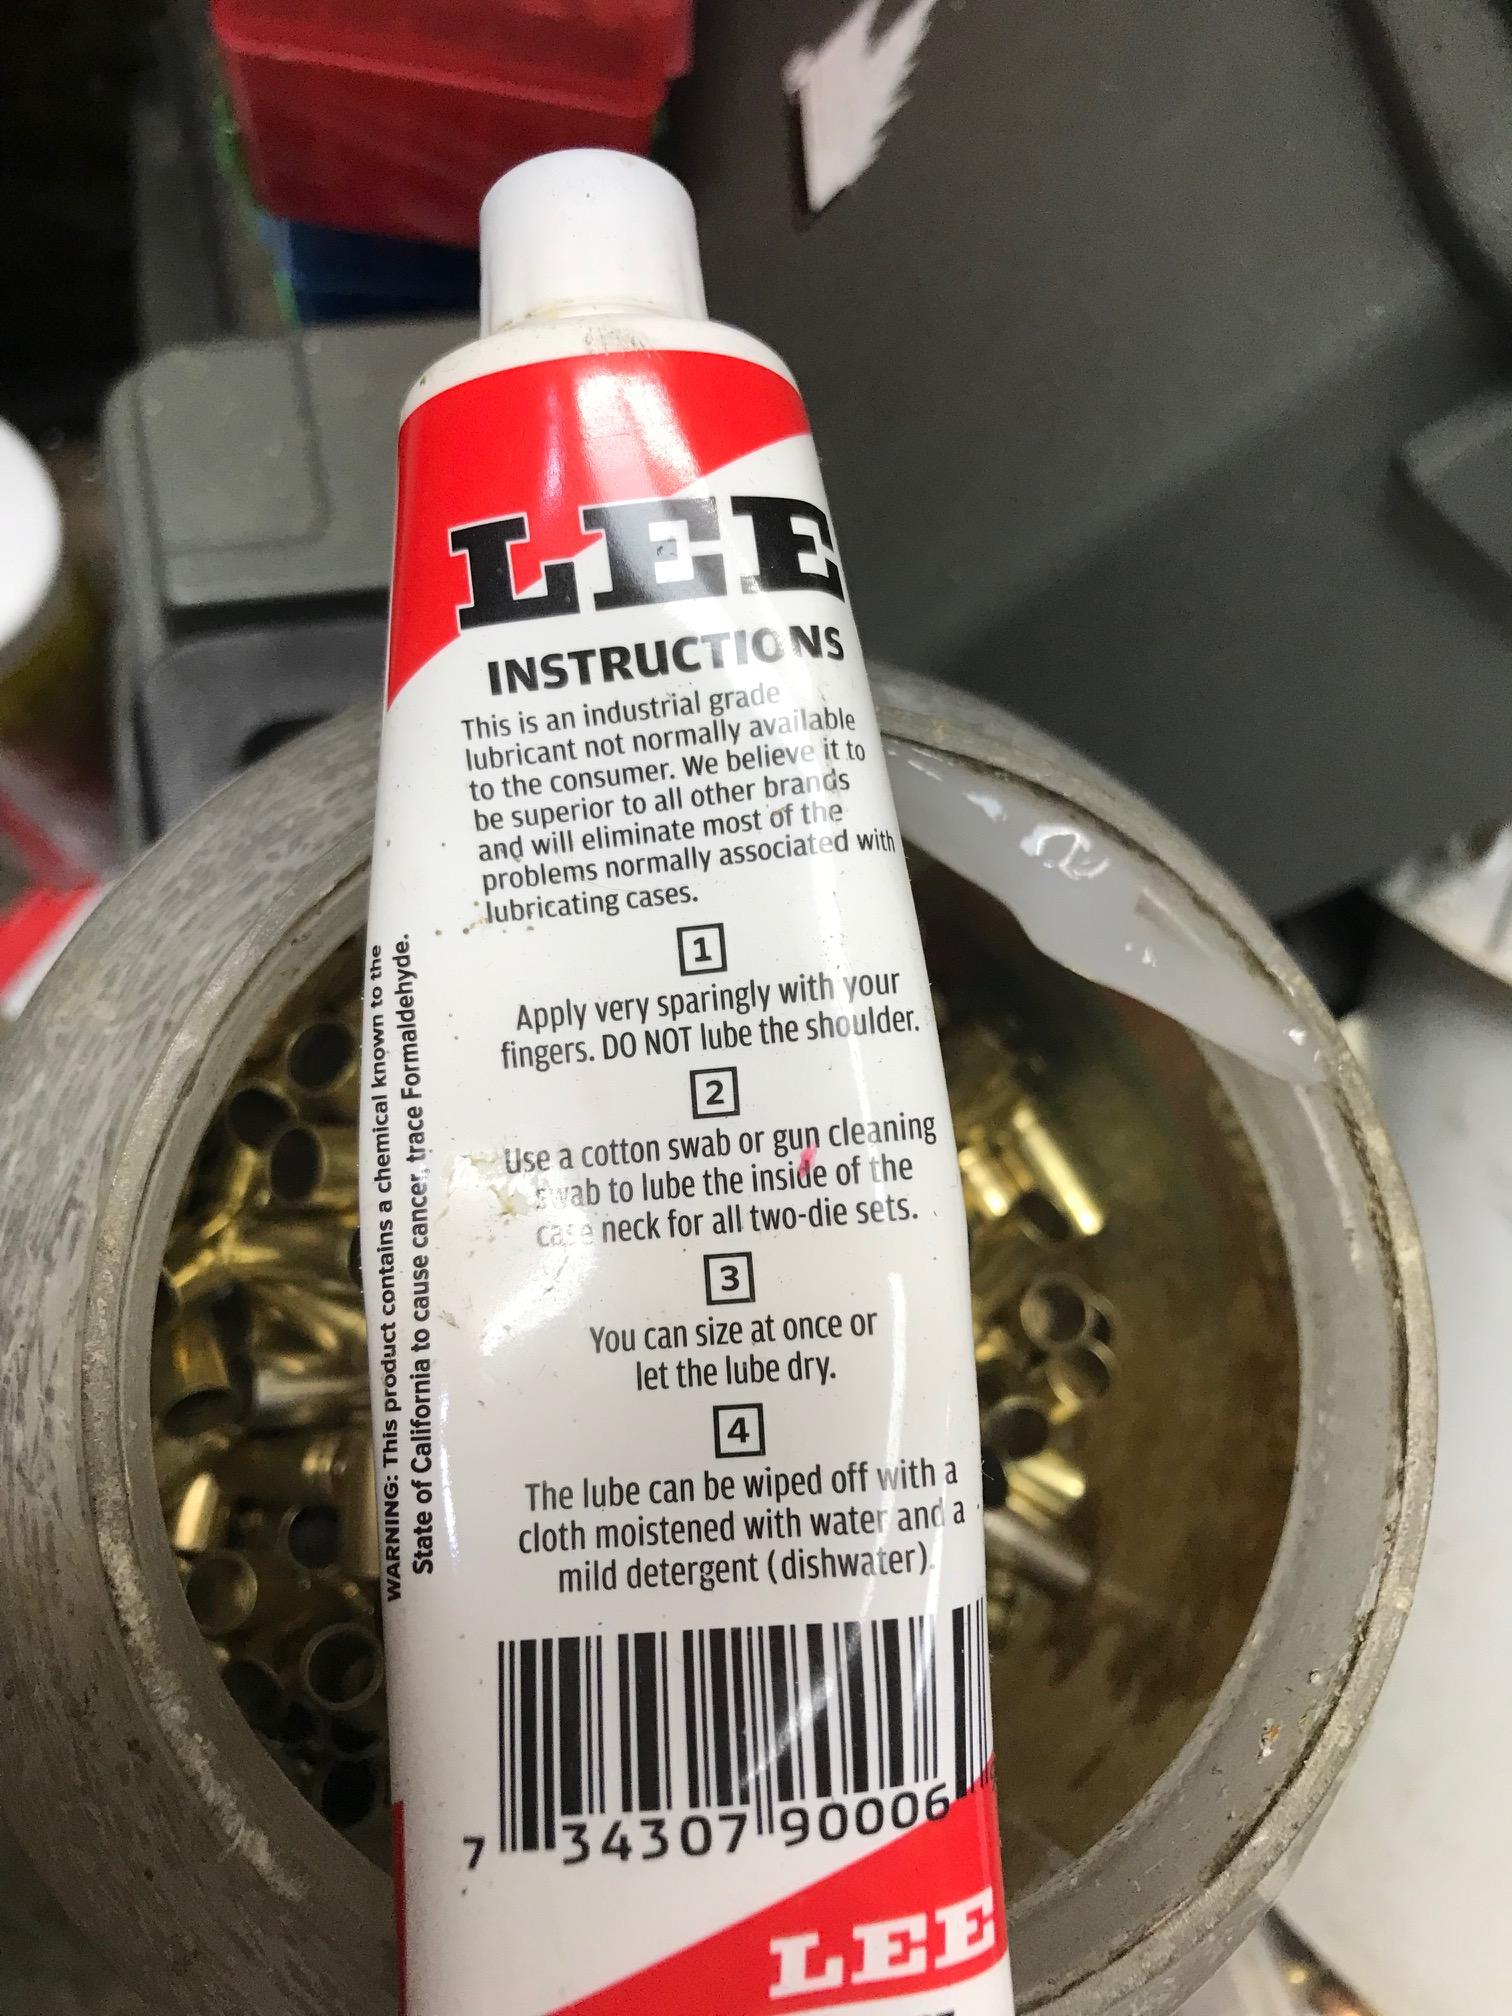 LEE
INSTRUCTIONS
This is an industrial grade
lubricant not normally available
to the consumer. We believe it to
be superior to all other brands
and will eliminate most of the
problems normally associated with
lubricating cases.
1
Apply very sparingly with your
fingers. DO NOT lube the shoulder.
2
Use a cotton swab or gun cleaning
swab to lube the inside of the
case neck for all two-die sets.
3
You can size at once or
let the lube dry.
4
The lube can be wiped off with a
cloth moistened with water and a
mild detergent (dishwater).
WARNING: This product contains a chemical known to the
State of California to cause cancer, trace Formaldehyde.
7 34307 90006
LEE